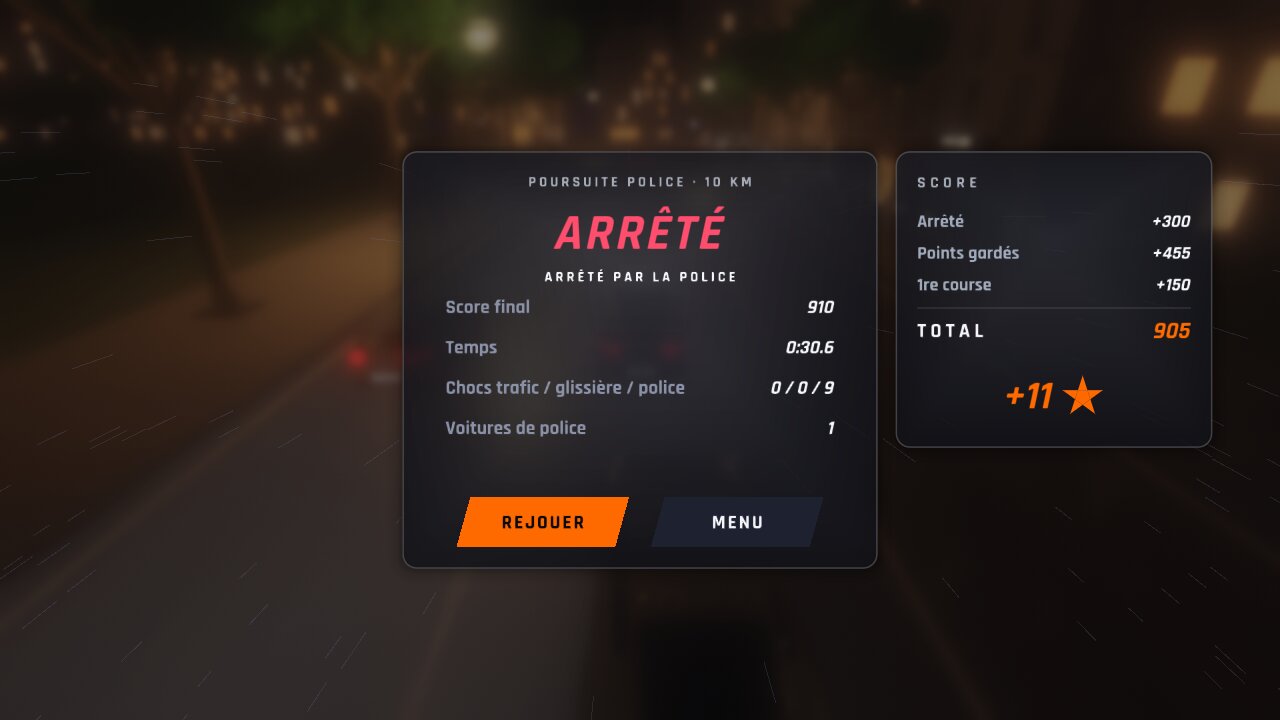 POURSUITE POLICE · 10 KM
ARRÊTÉ
ARRÊTÉ PAR LA POLICE
Score final 910
Temps 0:30.6
Chocs trafic / glissière / police 0 / 0 / 9
Voitures de police 1
REJOUER MENU
SCORE
Arrêté +300
Points gardés +455
1re course +150
TOTAL 905
+11 ★